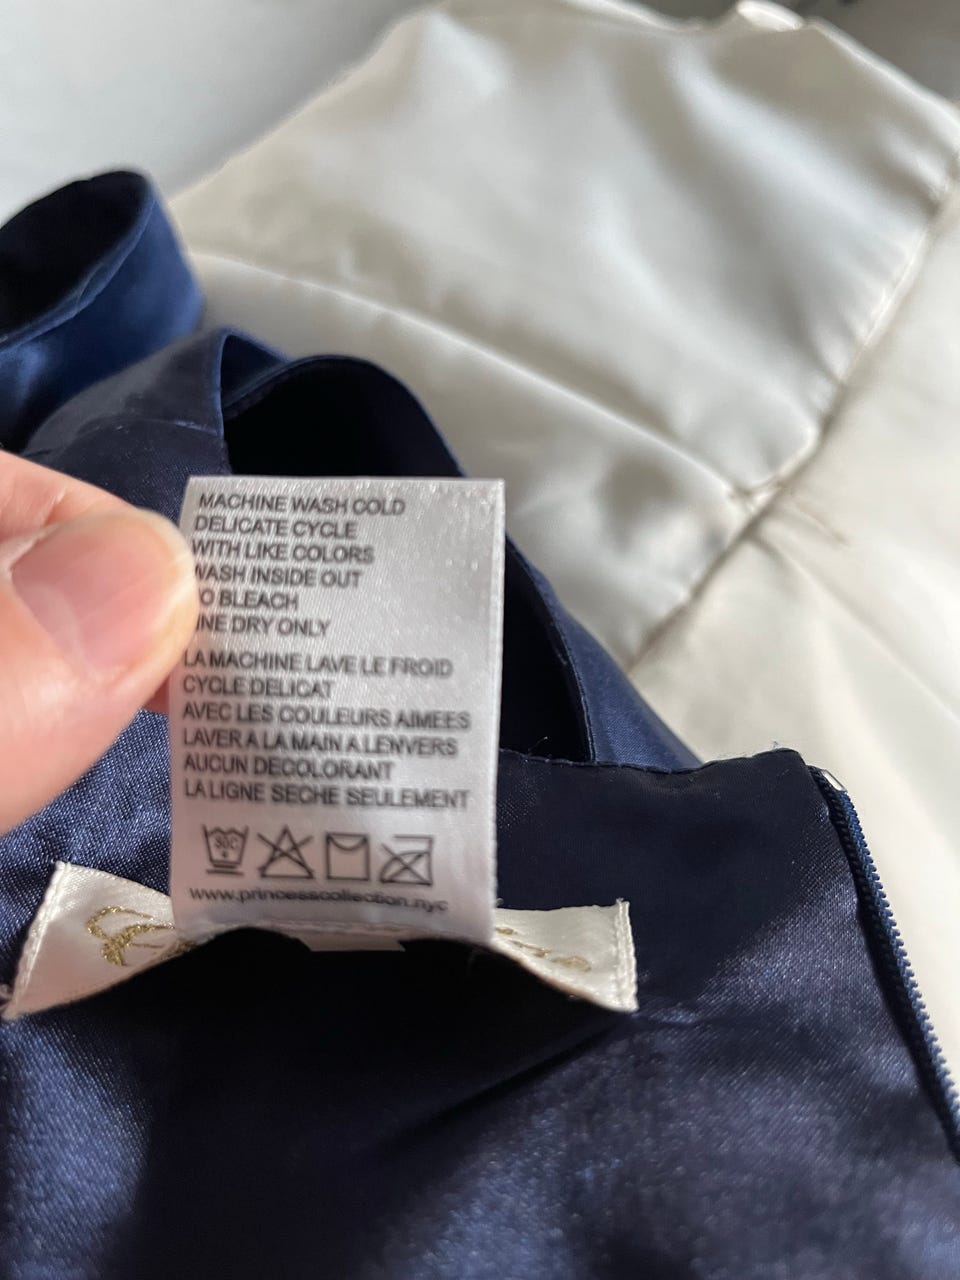 MACHINE WASH COLD
DELICATE CYCLE
WITH LIKE COLORS
WASH INSIDE OUT
O BLEACH
INE DRY ONLY
LA MACHINE LAVE LE FROID
CYCLE DELICAT
AVEC LES COULEURS AIMEES
LAVER A LA MAIN A LENVERS
AUCUN DECOLORANT
LA LIGNE SECHE SEULEMENT
www.princesscollection.nyc